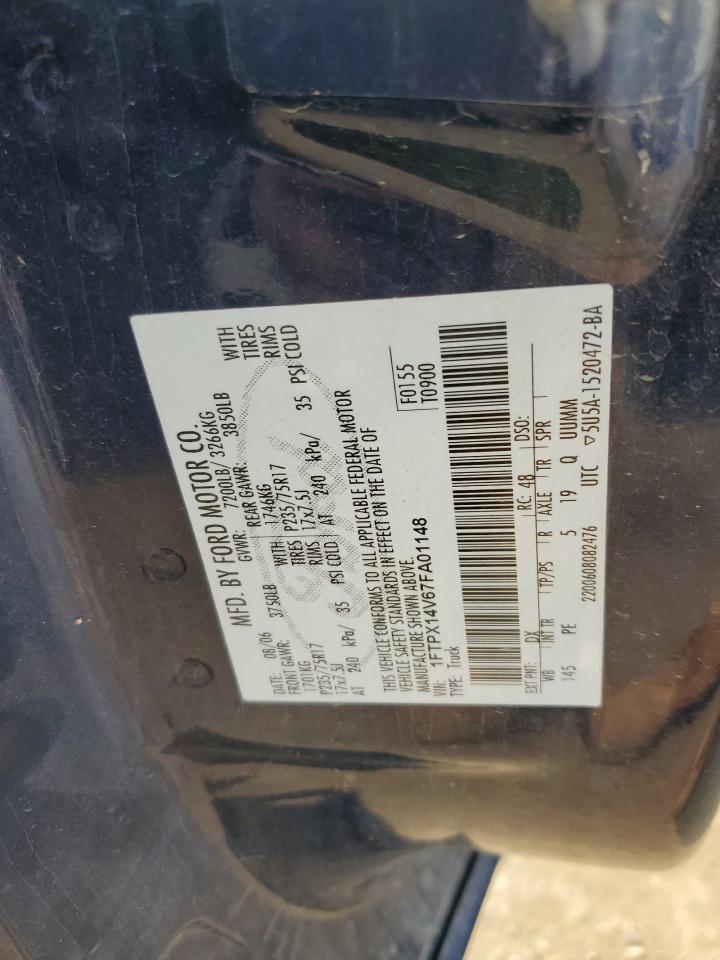 MFD. BY FORD MOTOR CO.
DATE: 08/06 GVWR: 7200LB/ 3266KG
FRONT GAWR: 3750LB REAR GAWR: 3850LB
1701KG 1746KG WITH
P235/75R17 TIRES P235/75R17 TIRES
17x7.5J RIMS 17x7.5J RIMS
AT 240 kPa/ 35 PSI COLD AT 240 kPa/ 35 PSI COLD
THIS VEHICLE CONFORMS TO ALL APPLICABLE FEDERAL MOTOR
VEHICLE SAFETY STANDARDS IN EFFECT ON THE DATE OF
MANUFACTURE SHOWN ABOVE.
VIN: 1FTPX14V67FA01148
TYPE: Truck
F0155
T0900
EXT PNT: DX RC: 48 DSO:
WB INTR TP/PS R AXLE TR SPR
145 PE 5 19 Q UUMM
2200608082476 UTC ▽5U5A-1520472-BA